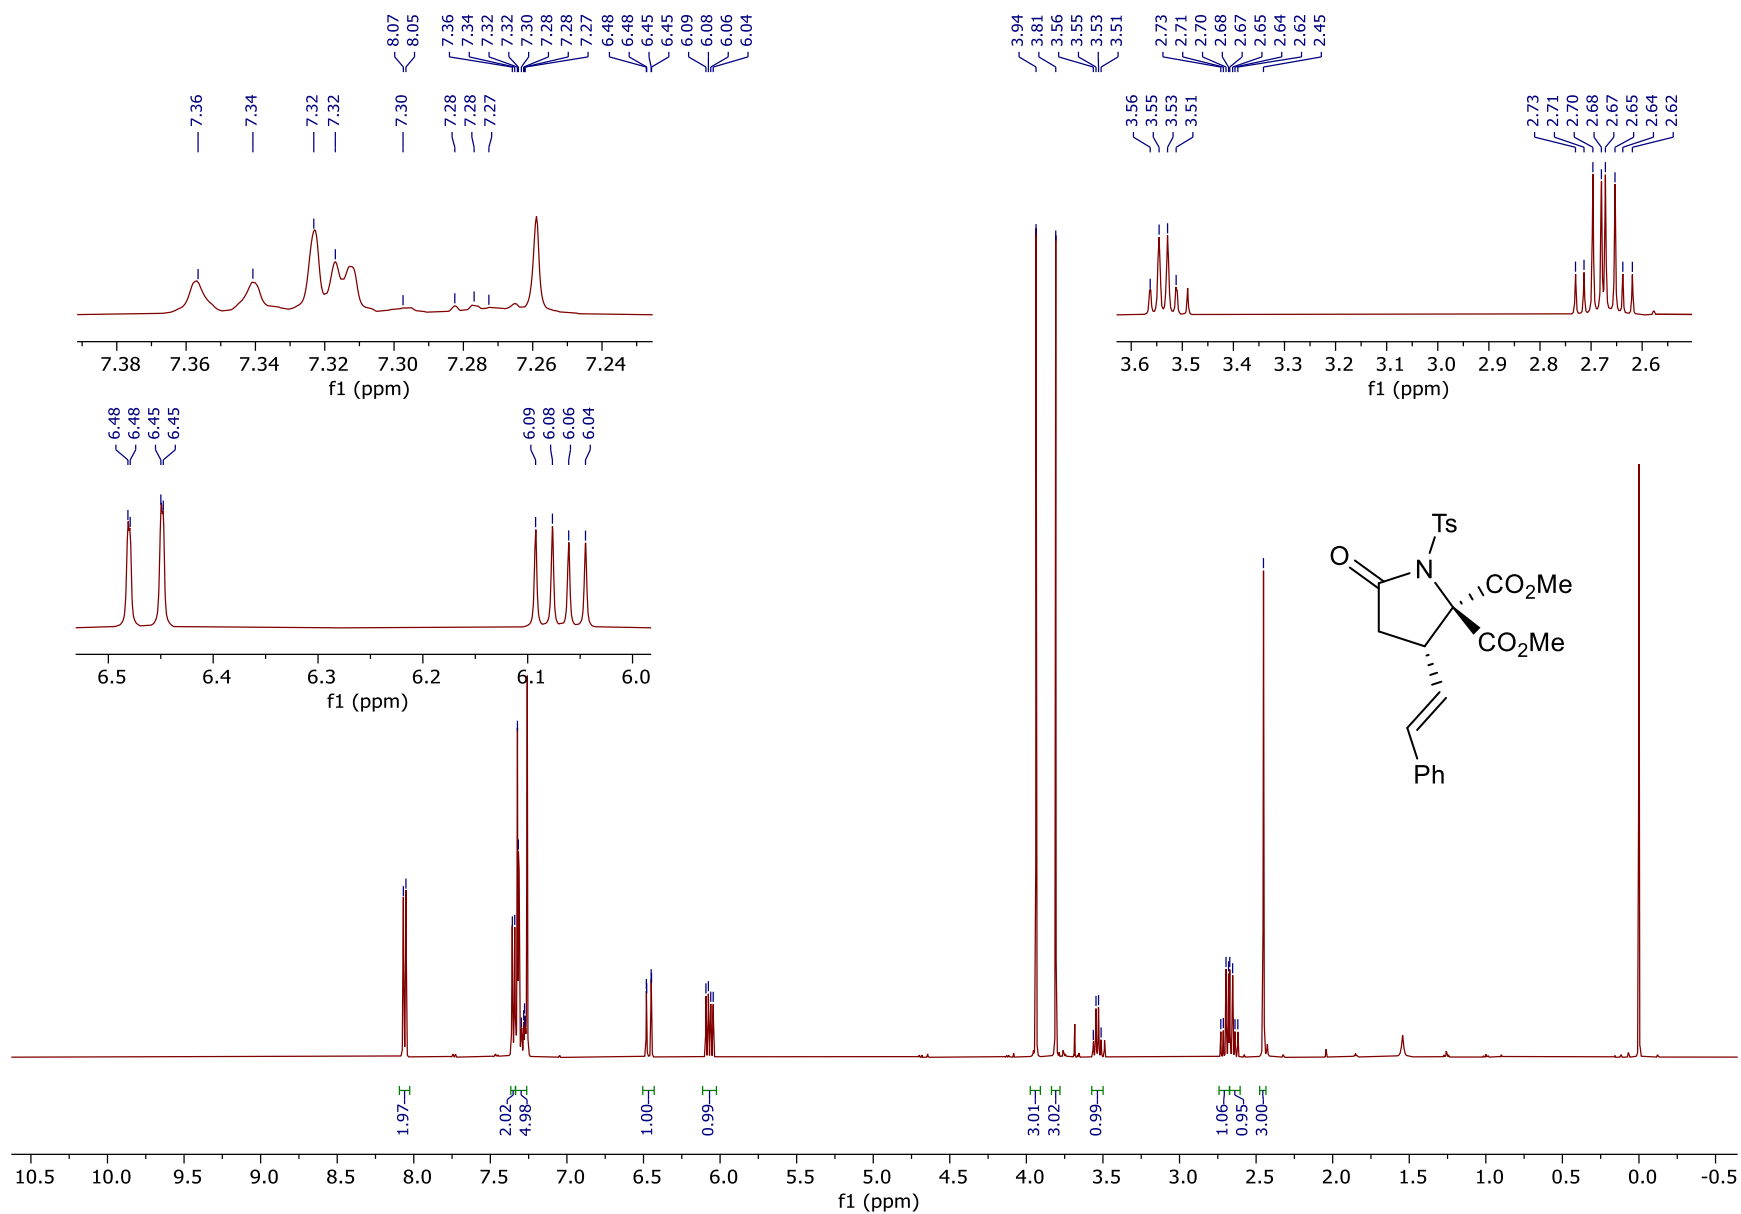 8.07 8.05 7.36 7.34 7.32 7.32 7.30 7.28 7.28 7.27 6.48 6.48 6.45 6.45 6.09 6.08 6.06 6.04 3.94 3.81 3.56 3.55 3.53 3.51 2.73 2.71 2.70 2.68 2.67 2.65 2.64 2.62 2.45
7.36 7.34 7.32 7.32 7.30 7.28 7.28 7.27
7.38 7.36 7.34 7.32 7.30 7.28 7.26 7.24
f1 (ppm)
3.56 3.55 3.53 3.51 2.73 2.71 2.70 2.68 2.67 2.65 2.64 2.62
3.6 3.5 3.4 3.3 3.2 3.1 3.0 2.9 2.8 2.7 2.6
f1 (ppm)
6.48 6.48 6.45 6.45 6.09 6.08 6.06 6.04
6.5 6.4 6.3 6.2 6.1 6.0
f1 (ppm)
Ts
O
N
CO2Me
CO2Me
Ph
1.97 2.02 4.98 1.00 0.99 3.01 3.02 0.99 1.06 0.95 3.00
10.5 10.0 9.5 9.0 8.5 8.0 7.5 7.0 6.5 6.0 5.5 5.0 4.5 4.0 3.5 3.0 2.5 2.0 1.5 1.0 0.5 0.0 -0.5
f1 (ppm)